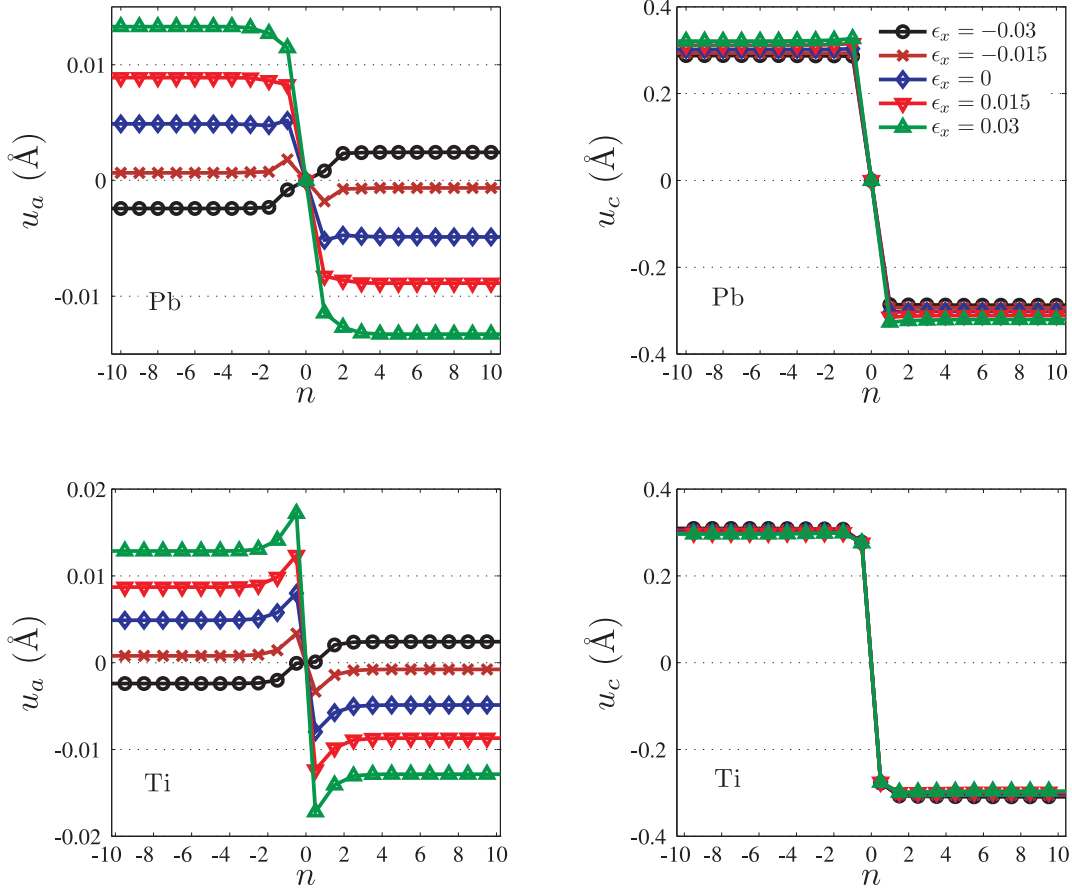 0.01
0
-0.01
u_a (Å)
Pb
-10 -8 -6 -4 -2 0 2 4 6 8 10
n
0.4
0.2
0
-0.2
-0.4
u_c (Å)
ϵ_x = −0.03
ϵ_x = −0.015
ϵ_x = 0
ϵ_x = 0.015
ϵ_x = 0.03
Pb
-10 -8 -6 -4 -2 0 2 4 6 8 10
n
0.02
0.01
0
-0.01
-0.02
u_a (Å)
Ti
-10 -8 -6 -4 -2 0 2 4 6 8 10
n
0.4
0.2
0
-0.2
-0.4
u_c (Å)
Ti
-10 -8 -6 -4 -2 0 2 4 6 8 10
n